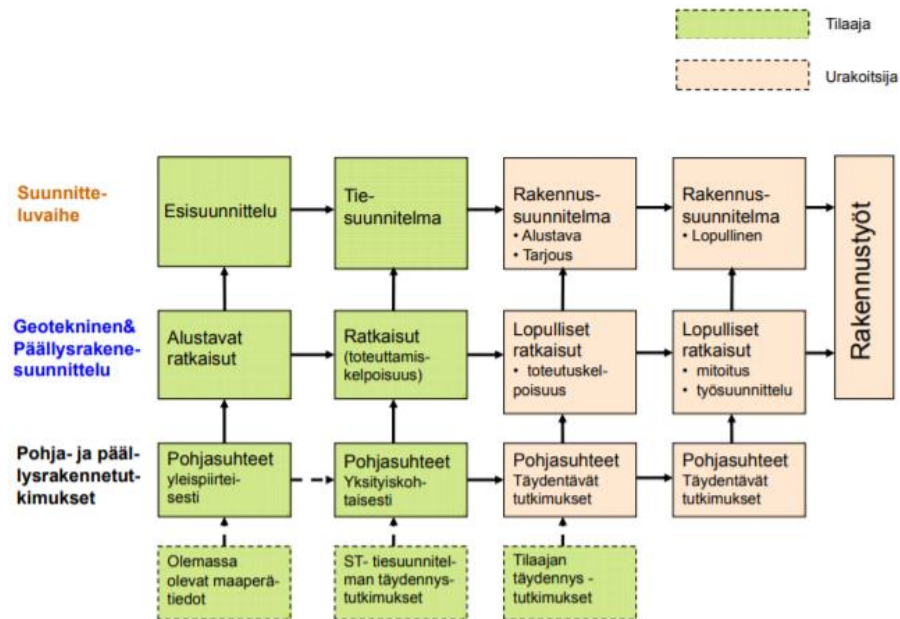 Tilaaja
Urakoitsija
Suunnitte-
luvaihe
Esisuunnittelu
Tie-
suunnitelma
Rakennus-
suunnitelma
• Alustava
• Tarjous
Rakennus-
suunnitelma
• Lopullinen
Rakennustyöt
Geotekninen&
Päällysrakene-
suunnittelu
Alustavat
ratkaisut
Ratkaisut
(toteuttamis-
kelpoisuus)
Lopulliset
ratkaisut
• toteutuskel-
poisuus
Lopulliset
ratkaisut
• mitoitus
• työsuunnittelu
Pohja- ja pääl-
lysrakennetut-
kimukset
Pohjasuhteet
yleispiirtei-
sesti
Pohjasuhteet
Yksityiskoh-
taisesti
Pohjasuhteet
Täydentävät
tutkimukset
Pohjasuhteet
Täydentävät
tutkimukset
Olemassa
olevat maaperä-
tiedot
ST- tiesuunnitel-
man täydennys-
tutkimukset
Tilaajan
täydennys -
tutkimukset